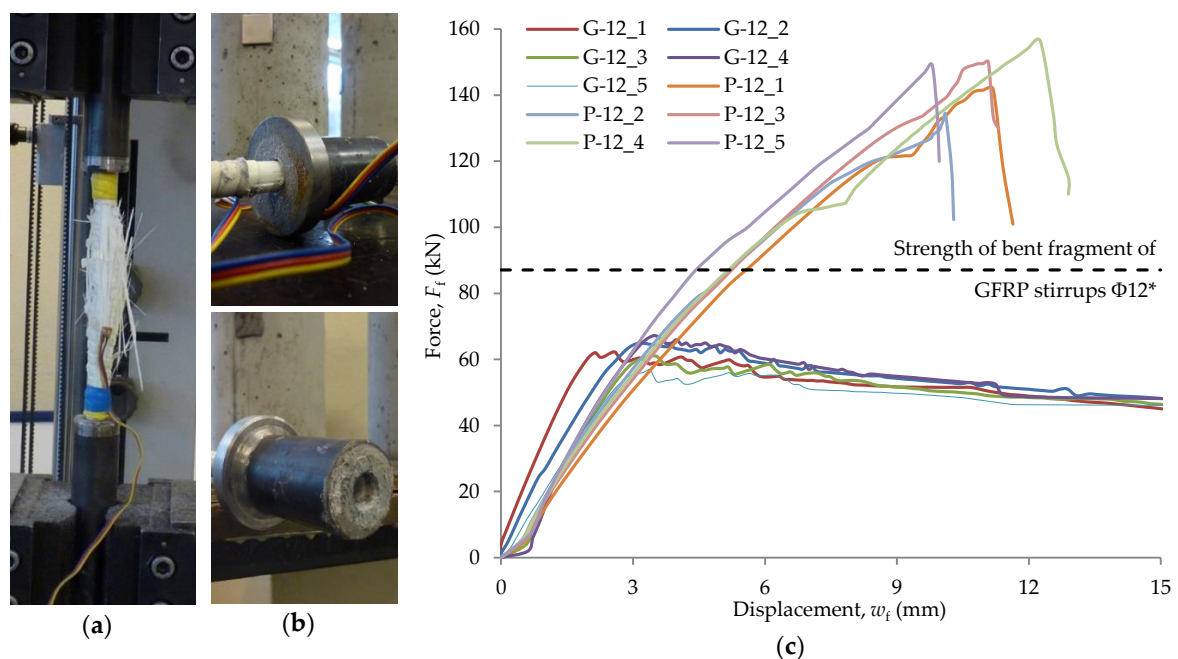 160
140
120
100
80
60
40
20
0
Force, Ff (kN)
G-12_1 G-12_2
G-12_3 G-12_4
G-12_5 P-12_1
P-12_2 P-12_3
P-12_4 P-12_5
Strength of bent fragment of
GFRP stirrups Φ12*
0 3 6 9 12 15
Displacement, wf (mm)
(a) (b) (c)